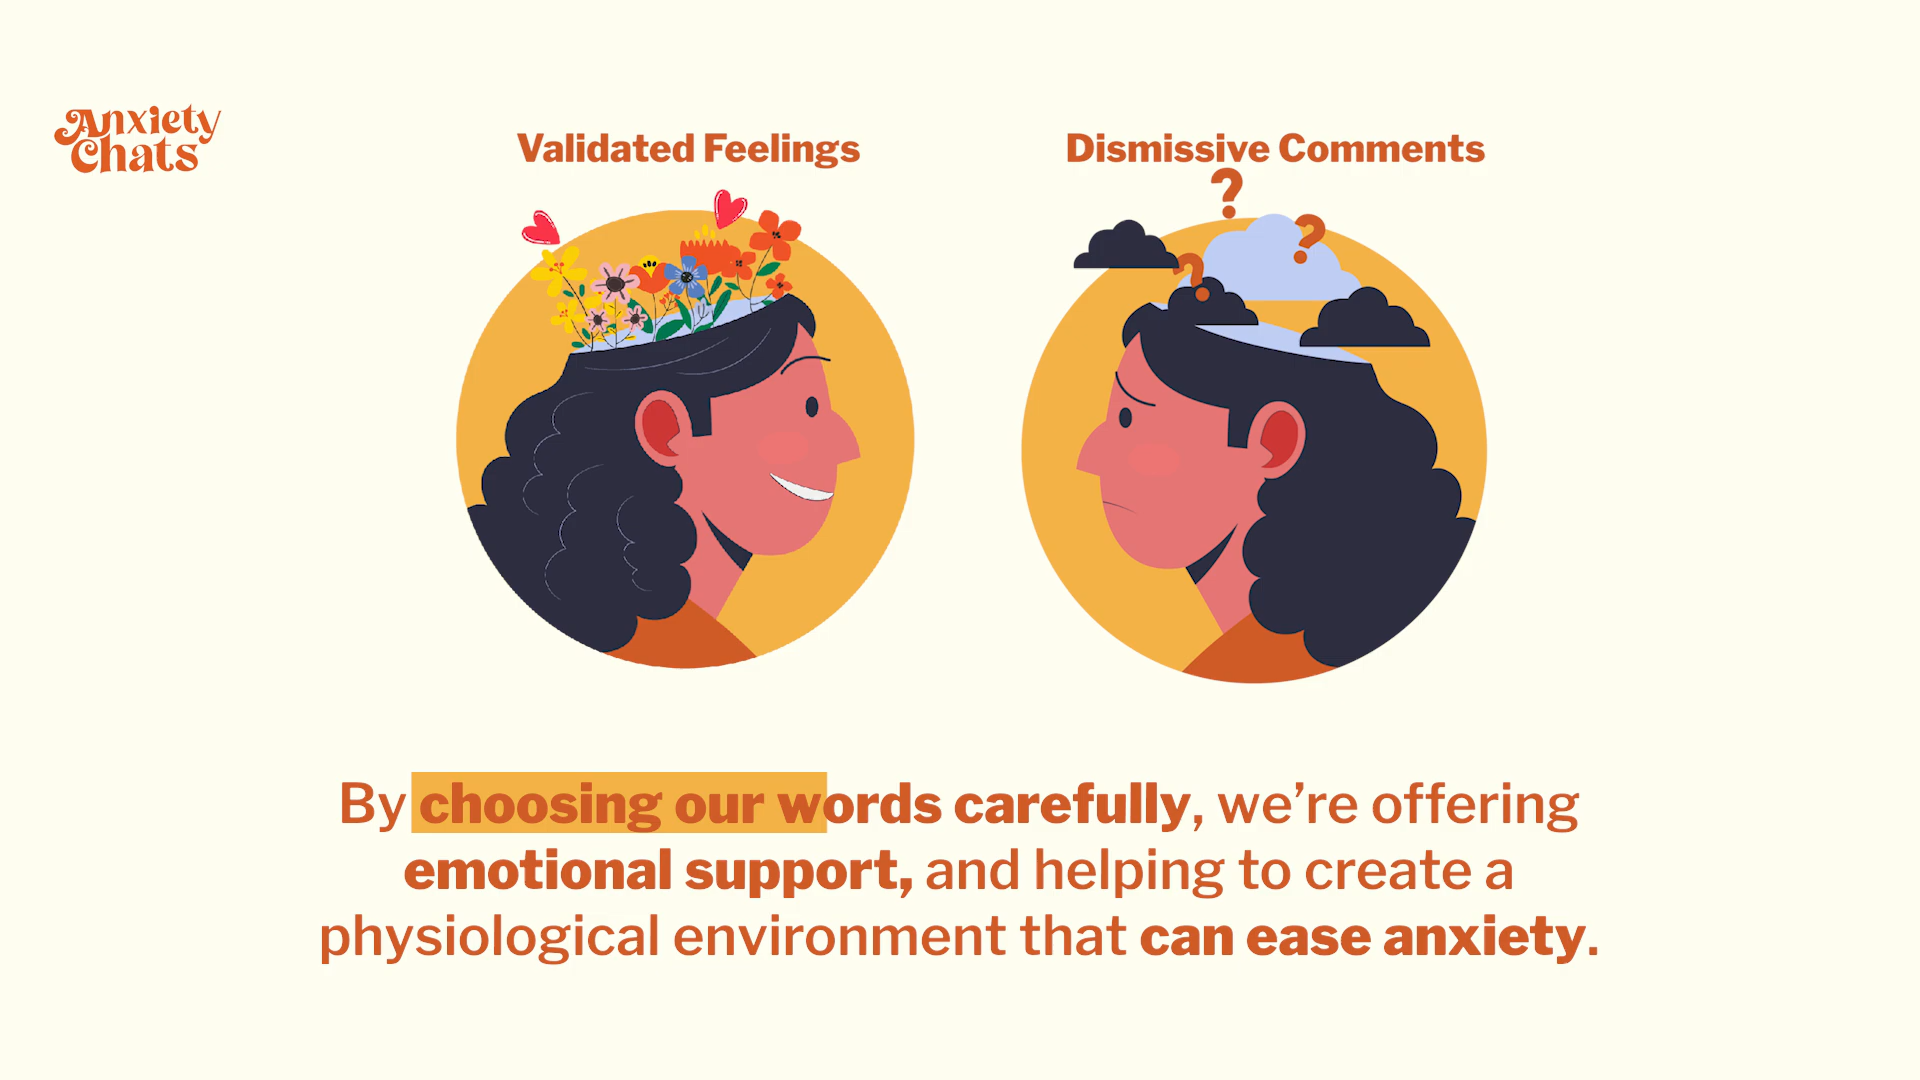 Anxiety
Chats
Validated Feelings
Dismissive Comments
?
?
?
By choosing our words carefully, we’re offering
emotional support, and helping to create a
physiological environment that can ease anxiety.